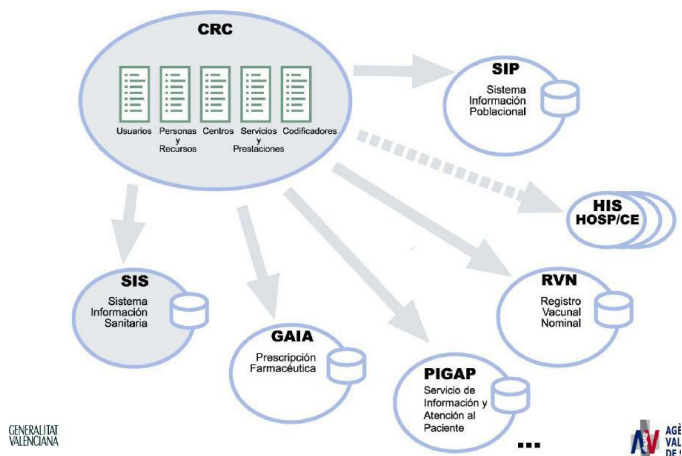 CRC
Usuarios
Personas
y
Recursos
Centros
Servicios
y
Prestaciones
Codificadores
SIP
Sistema
Información
Poblacional
HIS
HOSP/CE
RVN
Registro
Vacunal
Nominal
SIS
Sistema
Información
Sanitaria
GAIA
Prescripción
Farmacéutica
PIGAP
Servicio de
Información y
Atención al
Paciente
...
GENERALITAT
VALENCIANA
AV
AGÈ
VAL
DE S